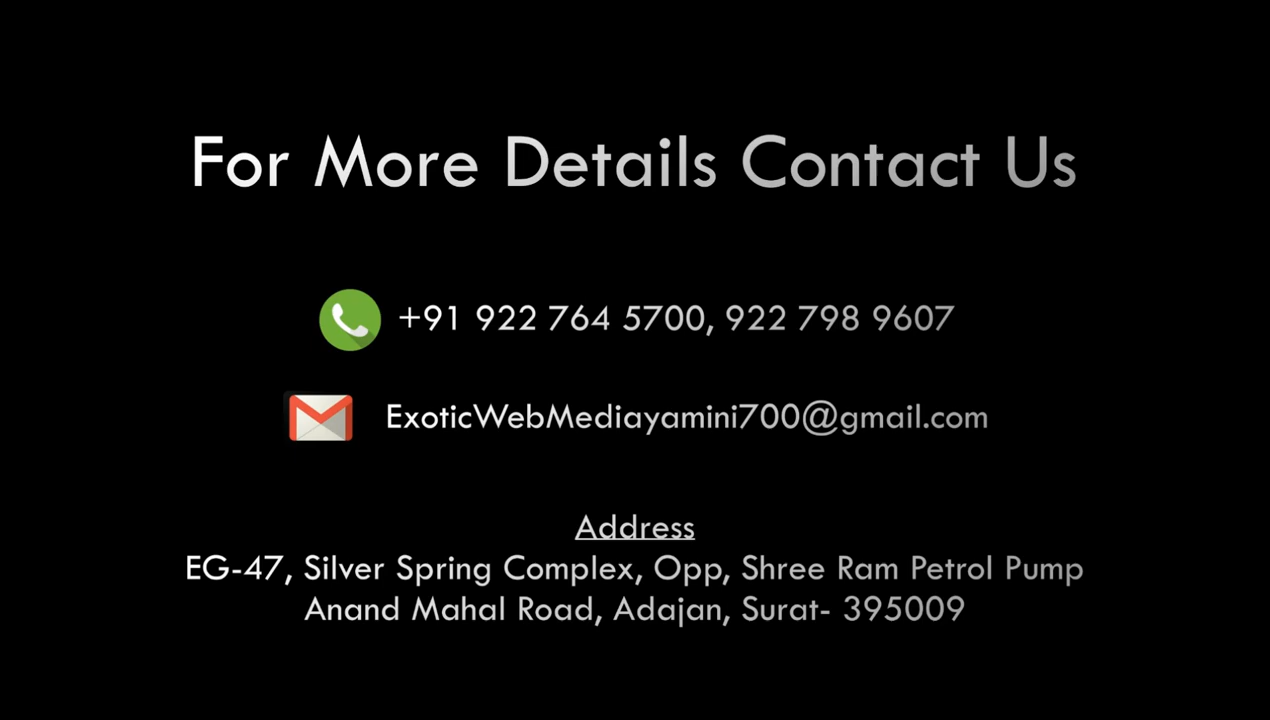 For More Details Contact Us
+91 922 764 5700, 922 798 9607
ExoticWebMediayamini700@gmail.com
Address
EG-47, Silver Spring Complex, Opp, Shree Ram Petrol Pump
Anand Mahal Road, Adajan, Surat- 395009